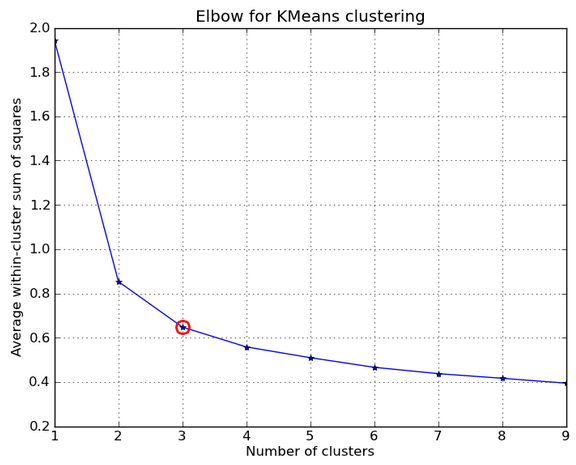 Elbow for KMeans clustering
Average within-cluster sum of squares
2.0
1.8
1.6
1.4
1.2
1.0
0.8
0.6
0.4
0.2
1 2 3 4 5 6 7 8 9
Number of clusters